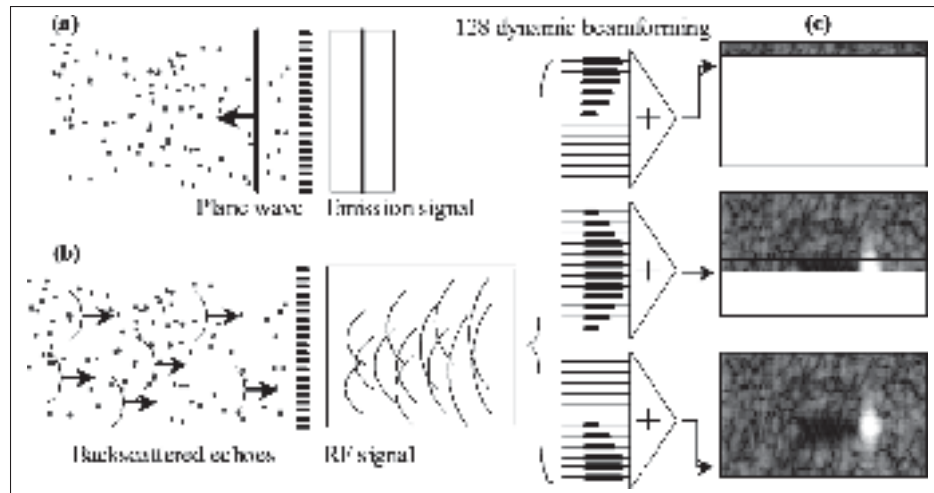 (a)
128 dynamic beamforming
(c)
Plane wave
Emission signal
(b)
Backscattered echoes
RF signal